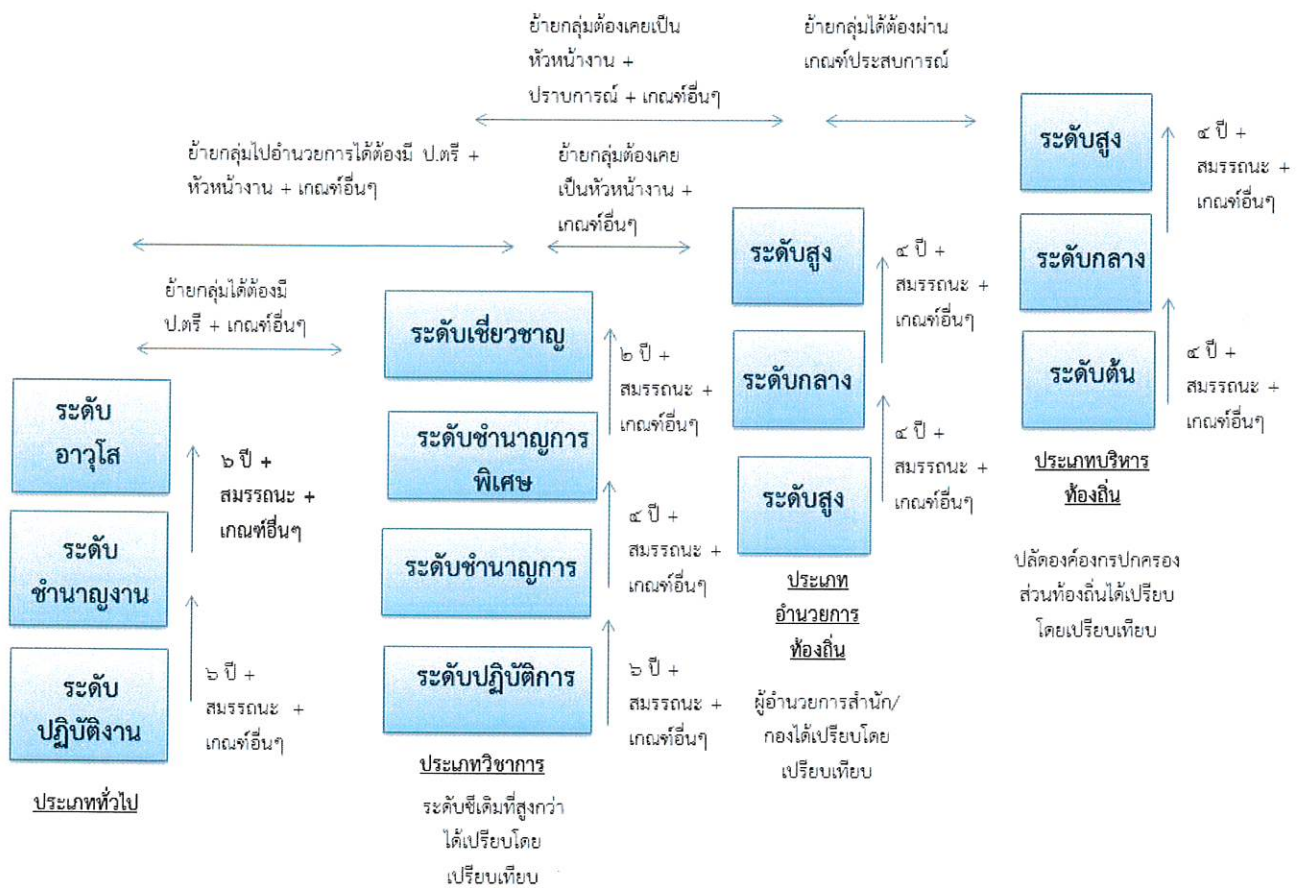 ย้ายกลุ่มต้องเคยเป็น
หัวหน้างาน +
ปราบการณ์ + เกณฑ์อื่นๆ
ย้ายกลุ่มได้ต้องผ่าน
เกณฑ์ประสบการณ์
ย้ายกลุ่มไปอำนวยการได้ต้องมี ป.ตรี +
หัวหน้างาน + เกณฑ์อื่นๆ
ย้ายกลุ่มต้องเคย
เป็นหัวหน้างาน +
เกณฑ์อื่นๆ
ย้ายกลุ่มได้ต้องมี
ป.ตรี + เกณฑ์อื่นๆ
ระดับ
อาวุโส
๖ ปี +
สมรรถนะ +
เกณฑ์อื่นๆ
ระดับ
ชำนาญงาน
๖ ปี +
สมรรถนะ +
เกณฑ์อื่นๆ
ระดับ
ปฏิบัติงาน
ประเภททั่วไป
ระดับเชี่ยวชาญ
๒ ปี +
สมรรถนะ +
เกณฑ์อื่นๆ
ระดับชำนาญการ
พิเศษ
๔ ปี +
สมรรถนะ +
เกณฑ์อื่นๆ
ระดับชำนาญการ
๖ ปี +
สมรรถนะ +
เกณฑ์อื่นๆ
ระดับปฏิบัติการ
ประเภทวิชาการ
ระดับซีเดิมที่สูงกว่า
ได้เปรียบโดย
เปรียบเทียบ
ระดับสูง
๔ ปี +
สมรรถนะ +
เกณฑ์อื่นๆ
ระดับกลาง
๔ ปี +
สมรรถนะ +
เกณฑ์อื่นๆ
ระดับสูง
ประเภท
อำนวยการ
ท้องถิ่น
ผู้อำนวยการสำนัก/
กองได้เปรียบโดย
เปรียบเทียบ
ระดับสูง
๔ ปี +
สมรรถนะ +
เกณฑ์อื่นๆ
ระดับกลาง
๔ ปี +
สมรรถนะ +
เกณฑ์อื่นๆ
ระดับต้น
ประเภทบริหาร
ท้องถิ่น
ปลัดองค์องกรปกครอง
ส่วนท้องถิ่นได้เปรียบ
โดยเปรียบเทียบ